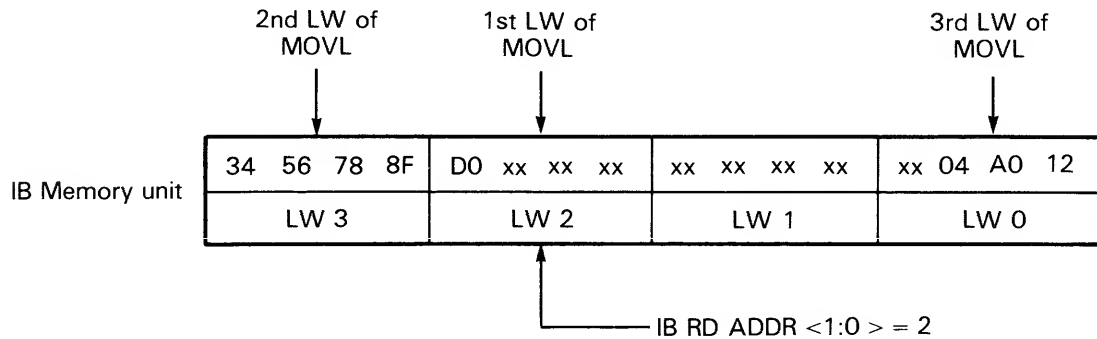 2nd LW of
MOVL
1st LW of
MOVL
3rd LW of
MOVL
IB Memory unit
34 56 78 8F D0 xx xx xx xx xx xx xx xx 04 A0 12
LW 3 LW 2 LW 1 LW 0
IB RD ADDR <1:0 > = 2